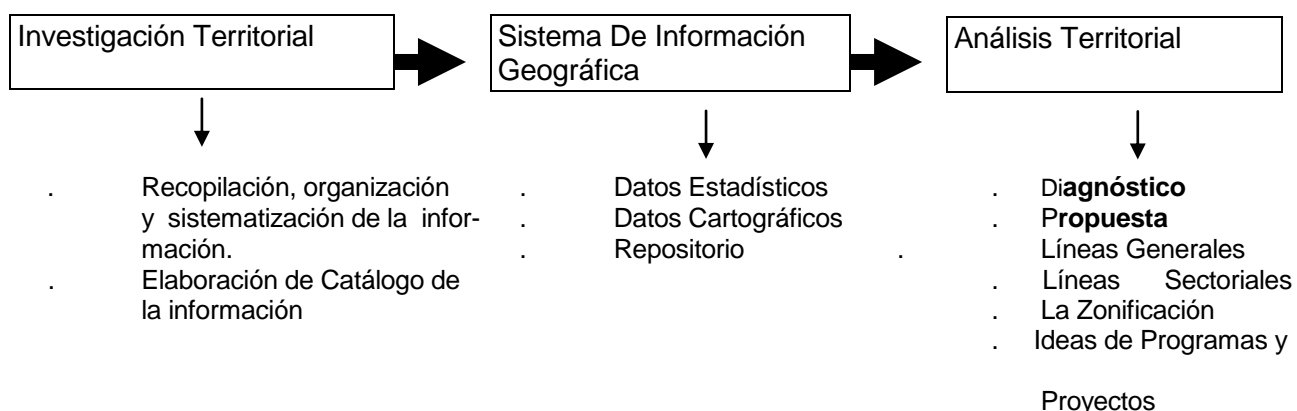 Investigación Territorial
Sistema De Información
Geográfica
Análisis Territorial
. Recopilación, organización
y sistematización de la infor-
mación.
. Elaboración de Catálogo de
la información
. Datos Estadísticos
. Datos Cartográficos
. Repositorio
. Diagnóstico
. Propuesta
. Líneas Generales
. Líneas Sectoriales
. La Zonificación
. Ideas de Programas y
Proyectos